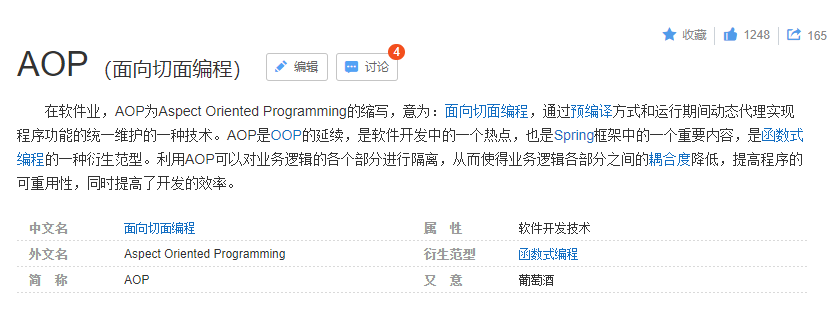 收藏 1248 165
AOP（面向切面编程） 编辑 讨论 4
在软件业，AOP为Aspect Oriented Programming的缩写，意为：面向切面编程，通过预编译方式和运行期间动态代理实现
程序功能的统一维护的一种技术。AOP是OOP的延续，是软件开发中的一个热点，也是Spring框架中的一个重要内容，是函数式
编程的一种衍生范型。利用AOP可以对业务逻辑的各个部分进行隔离，从而使得业务逻辑各部分之间的耦合度降低，提高程序的
可重用性，同时提高了开发的效率。
中文名 面向切面编程 属 性 软件开发技术
外文名 Aspect Oriented Programming 衍生范型 函数式编程
简 称 AOP 又 意 葡萄酒